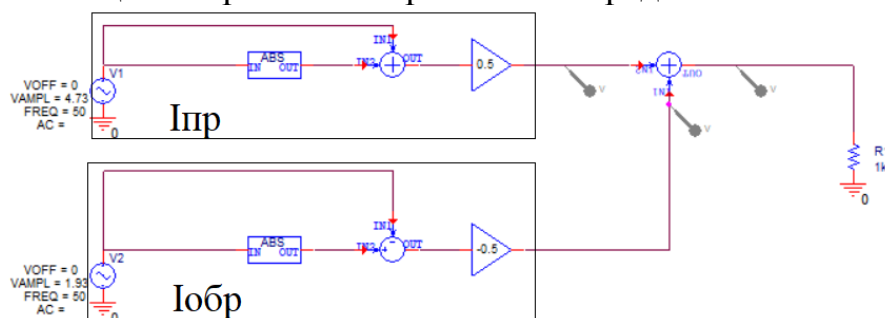 IN1
ABS
IN OUT
IN2
OUT
0.5
V1
VOFF = 0
VAMPL = 4.73
FREQ = 50
AC =
0
Iпр
IN2
OUT
IN1
V
V
V
R1
1k
0
IN1
ABS
IN OUT
IN2
OUT
-0.5
V2
VOFF = 0
VAMPL = 1.93
FREQ = 50
AC =
0
Iобр